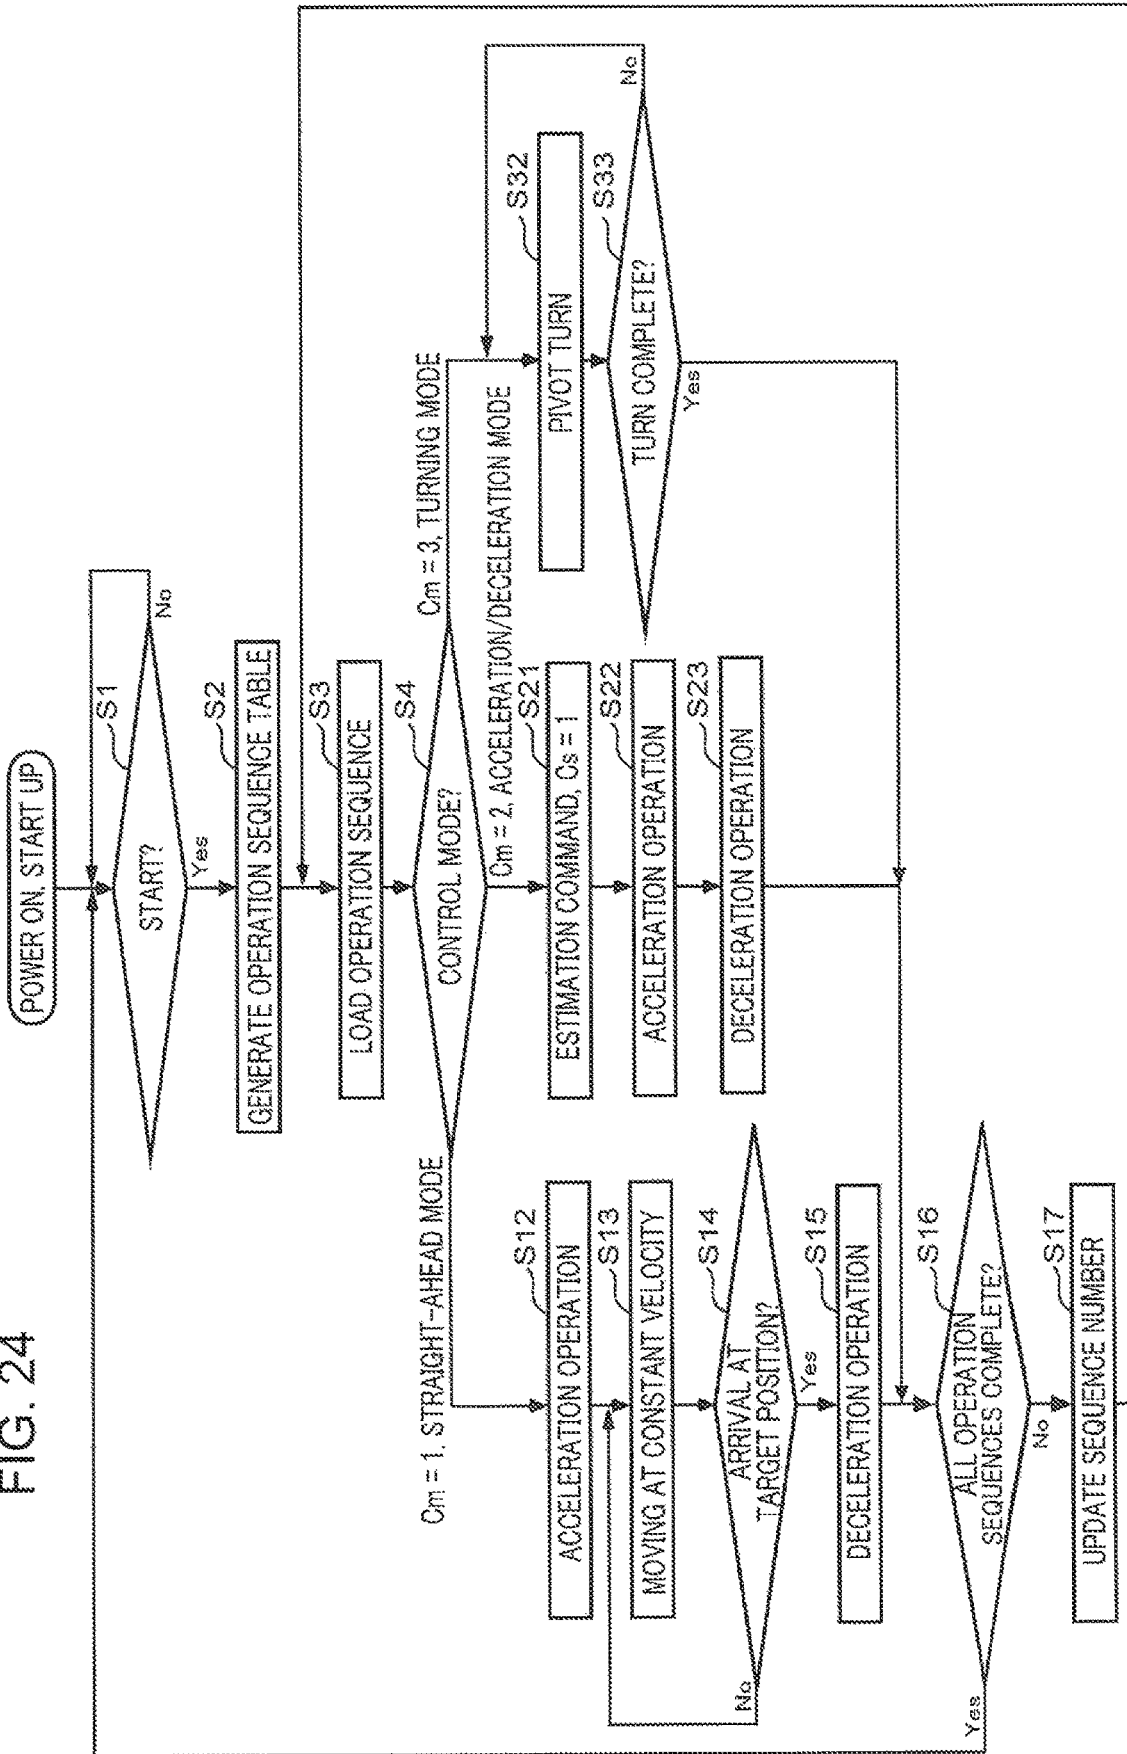 FIG. 24
POWER ON, START UP
START?
S1
No
Yes
GENERATE OPERATION SEQUENCE TABLE
S2
LOAD OPERATION SEQUENCE
S3
CONTROL MODE?
S4
Cm = 1, STRAIGHT-AHEAD MODE
Cm = 2, ACCELERATION/DECELERATION MODE
Cm = 3, TURNING MODE
ACCELERATION OPERATION
S12
MOVING AT CONSTANT VELOCITY
S13
ARRIVAL AT
TARGET POSITION?
S14
No
Yes
DECELERATION OPERATION
S15
ESTIMATION COMMAND, Cs = 1
S21
ACCELERATION OPERATION
S22
DECELERATION OPERATION
S23
PIVOT TURN
S32
TURN COMPLETE?
S33
No
Yes
ALL OPERATION
SEQUENCES COMPLETE?
S16
Yes
No
UPDATE SEQUENCE NUMBER
S17